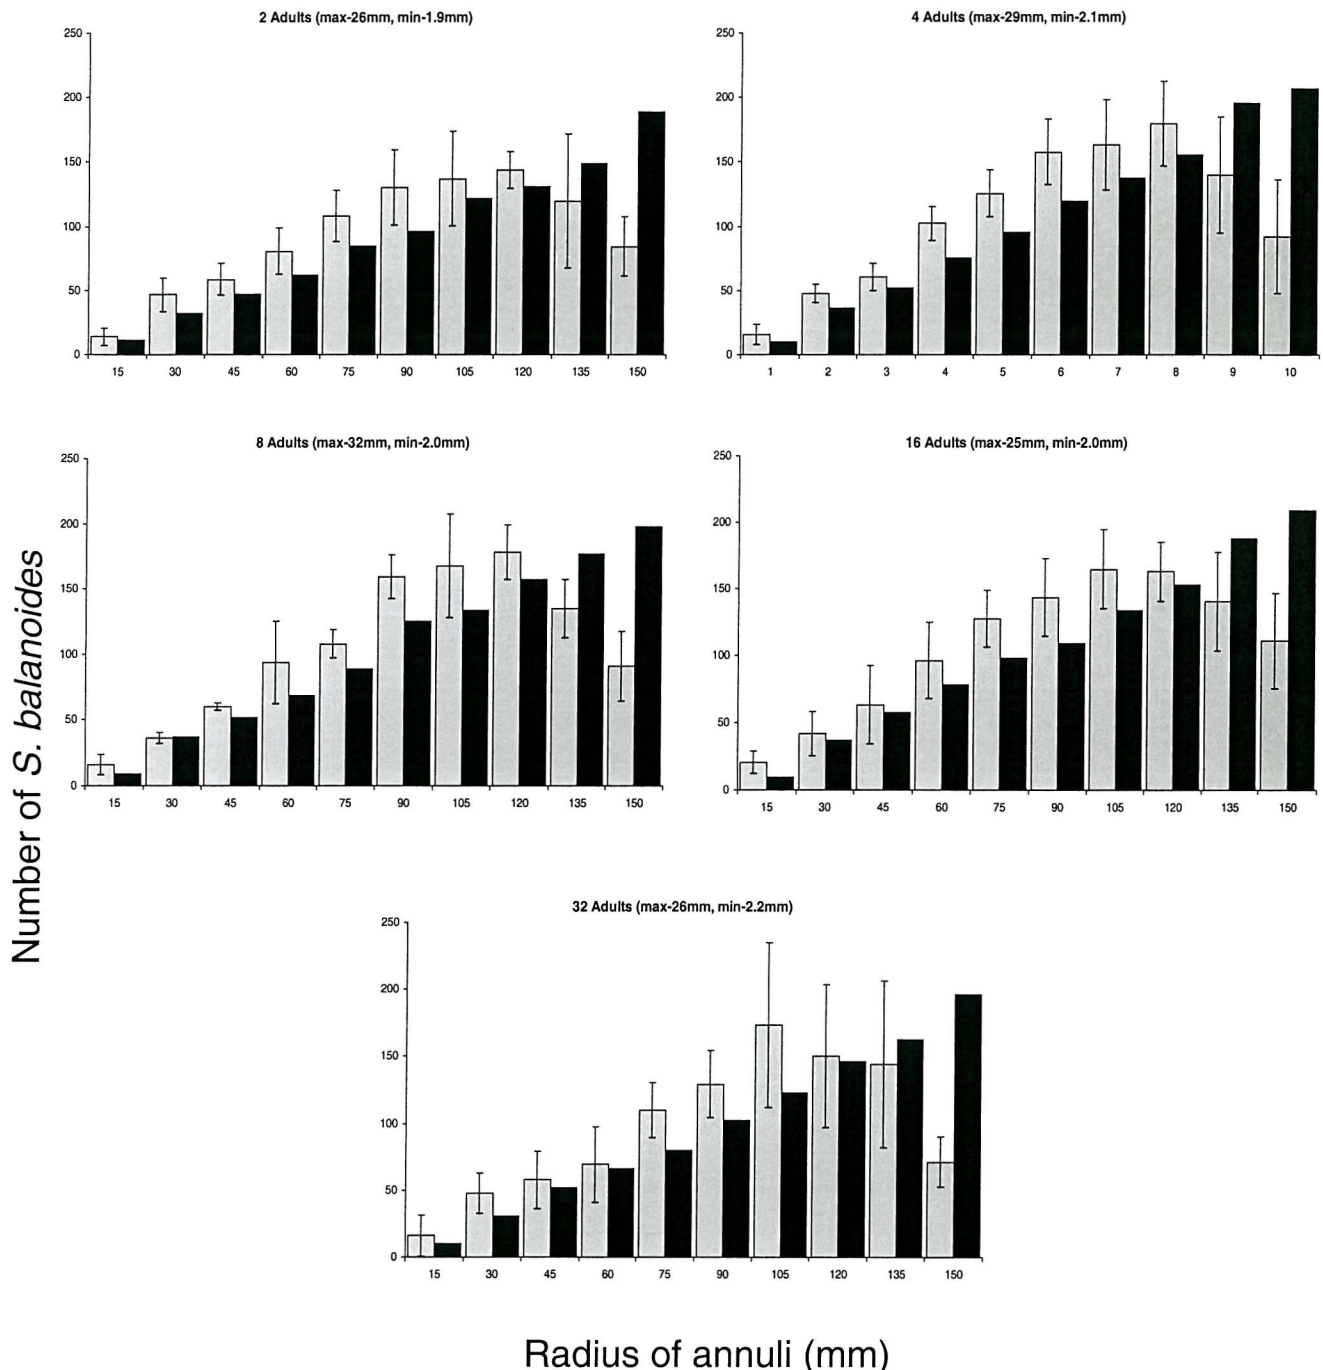 2 Adults (max-26mm, min-1.9mm)
250
200
150
100
50
0
15 30 45 60 75 90 105 120 135 150
4 Adults (max-29mm, min-2.1mm)
250
200
150
100
50
0
1 2 3 4 5 6 7 8 9 10
8 Adults (max-32mm, min-2.0mm)
250
200
150
100
50
0
15 30 45 60 75 90 105 120 135 150
16 Adults (max-25mm, min-2.0mm)
250
200
150
100
50
0
15 30 45 60 75 90 105 120 135 150
Number of S. balanoides
32 Adults (max-26mm, min-2.2mm)
250
200
150
100
50
0
15 30 45 60 75 90 105 120 135 150
Radius of annuli (mm)